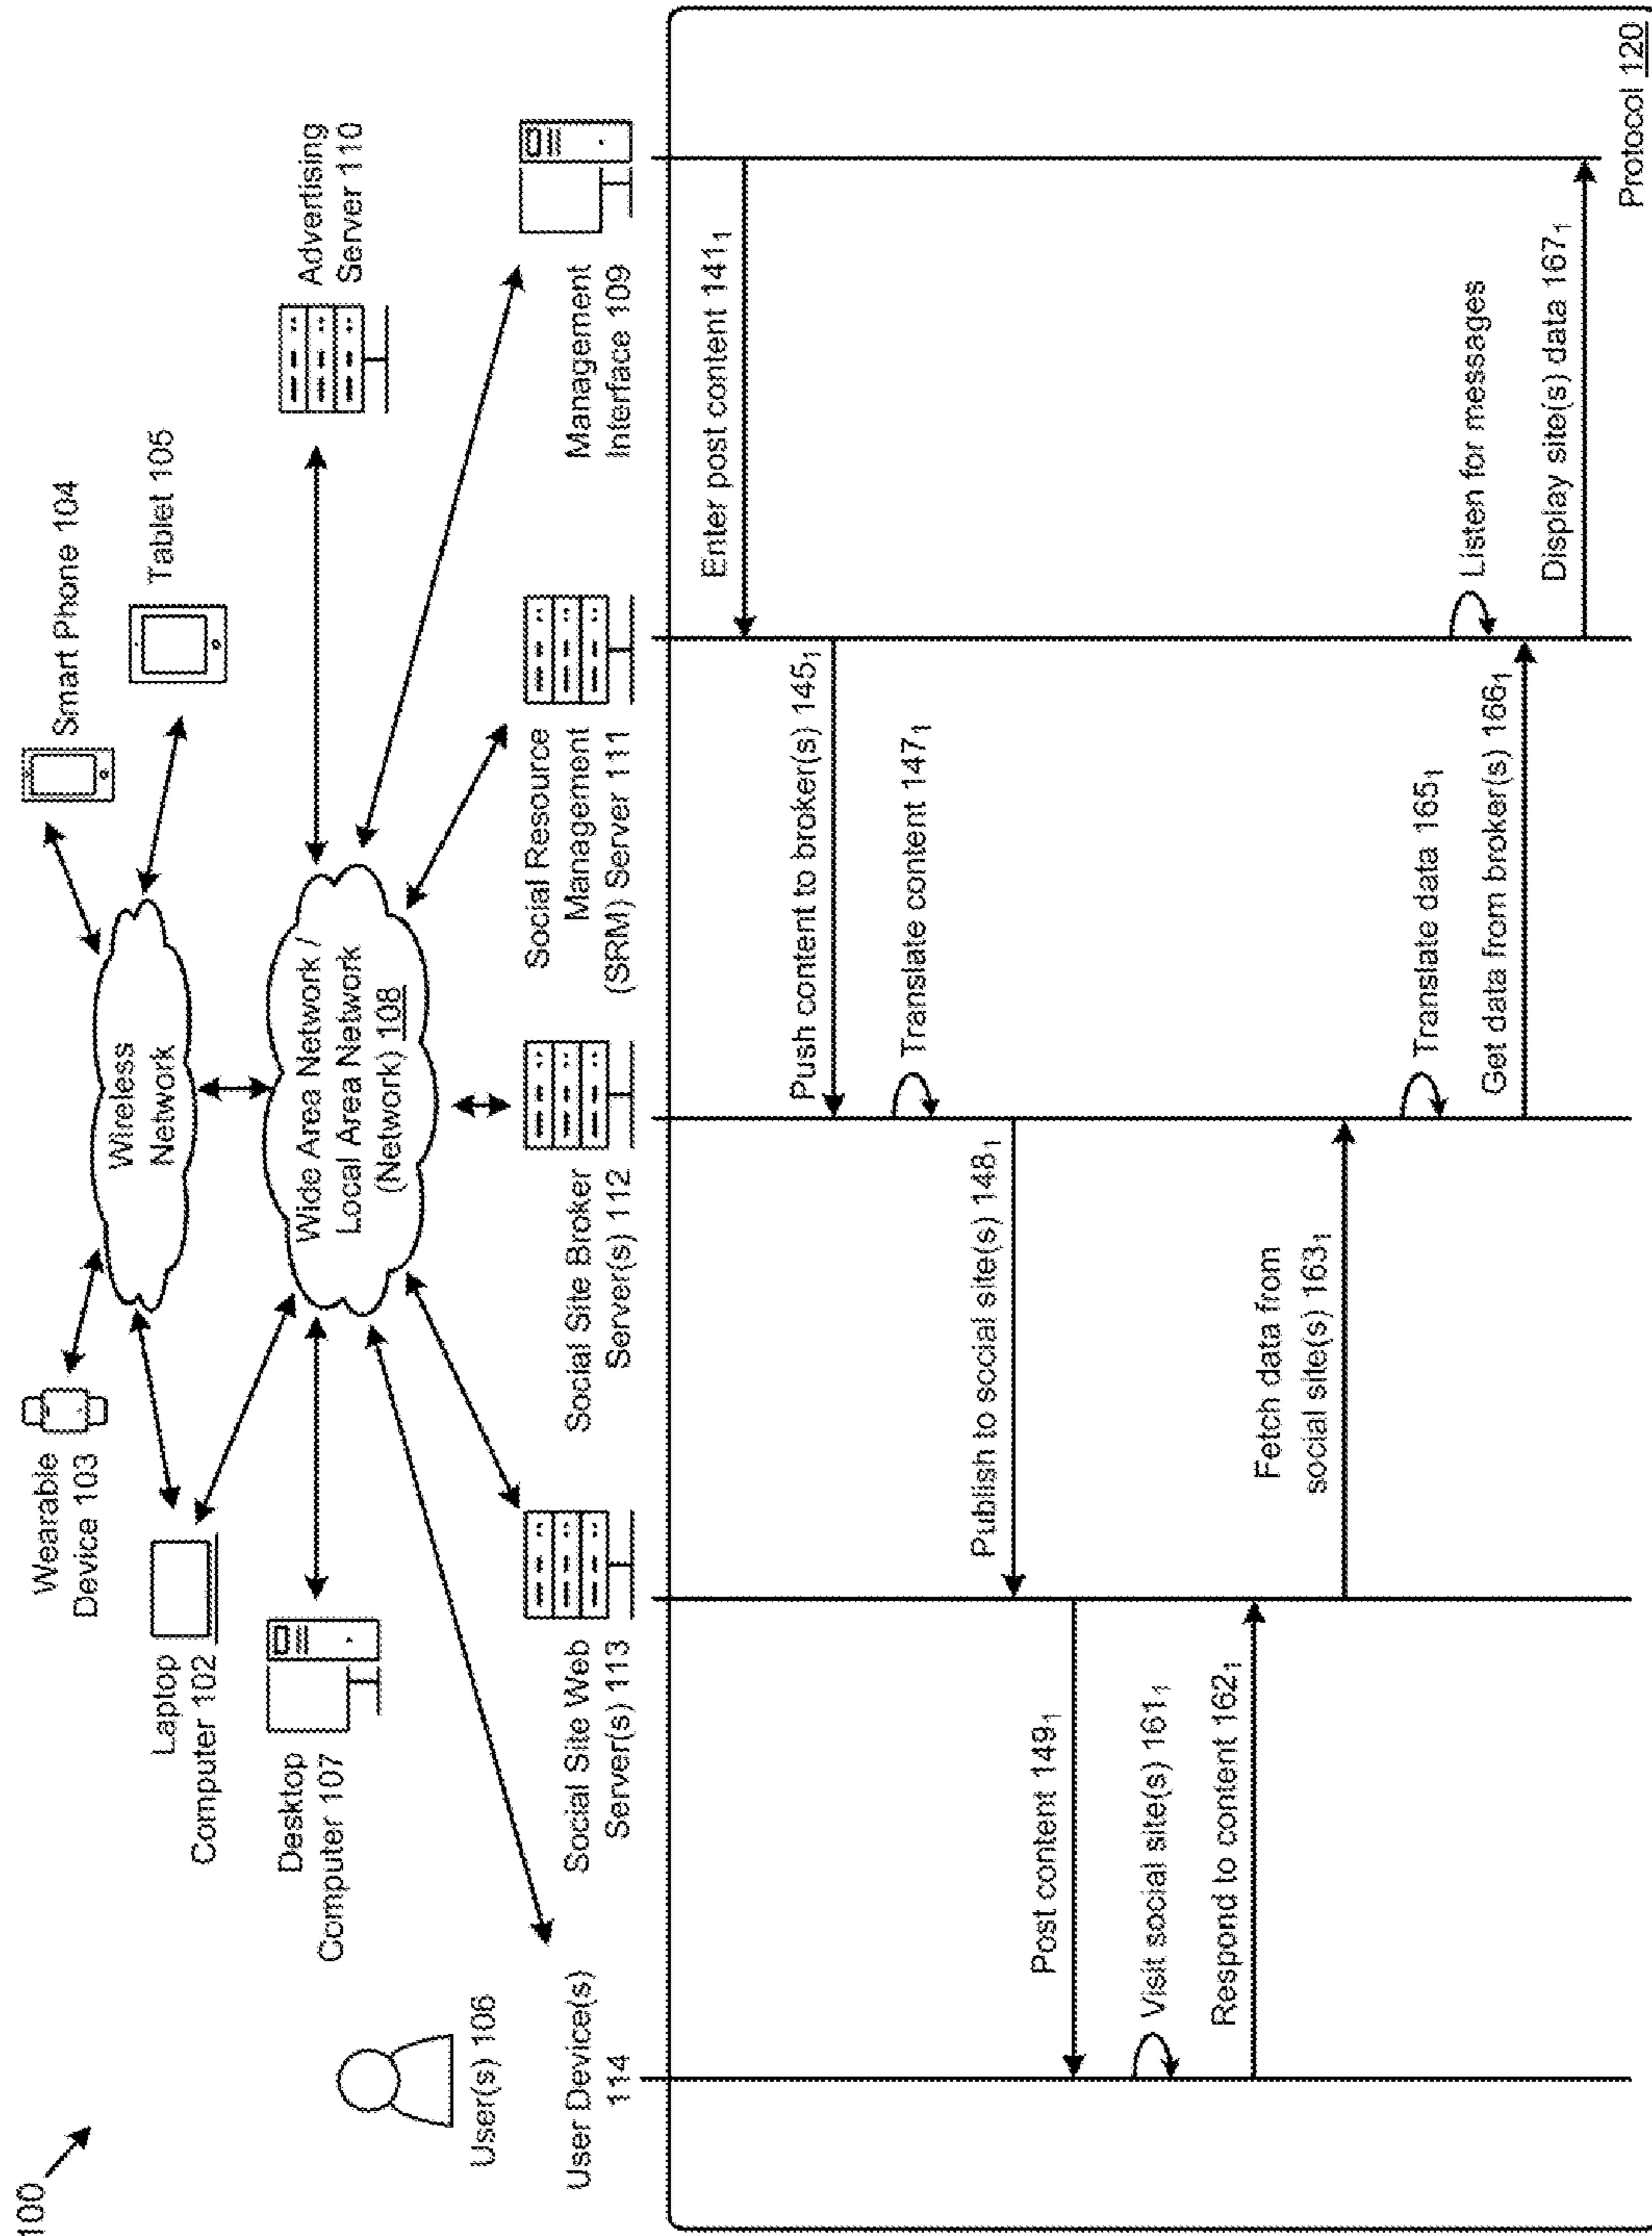 100
Wearable
Device 103
Smart Phone 104
Wireless
Network
Tablet 105
Laptop
Computer 102
Desktop
Computer 107
Wide Area Network /
Local Area Network
(Network) 108
Advertising
Server 110
User(s) 106
User Device(s)
114
Social Site Web
Server(s) 113
Social Site Broker
Server(s) 112
Social Resource
Management
(SRM) Server 111
Management
Interface 109
Enter post content 141₁
Push content to broker(s) 145₁
Translate content 147₁
Publish to social site(s) 148₁
Post content 149₁
Visit social site(s) 161₁
Respond to content 162₁
Fetch data from
social site(s) 163₁
Translate data 165₁
Listen for messages
Get data from broker(s) 166₁
Display site(s) data 167₁
Protocol 120